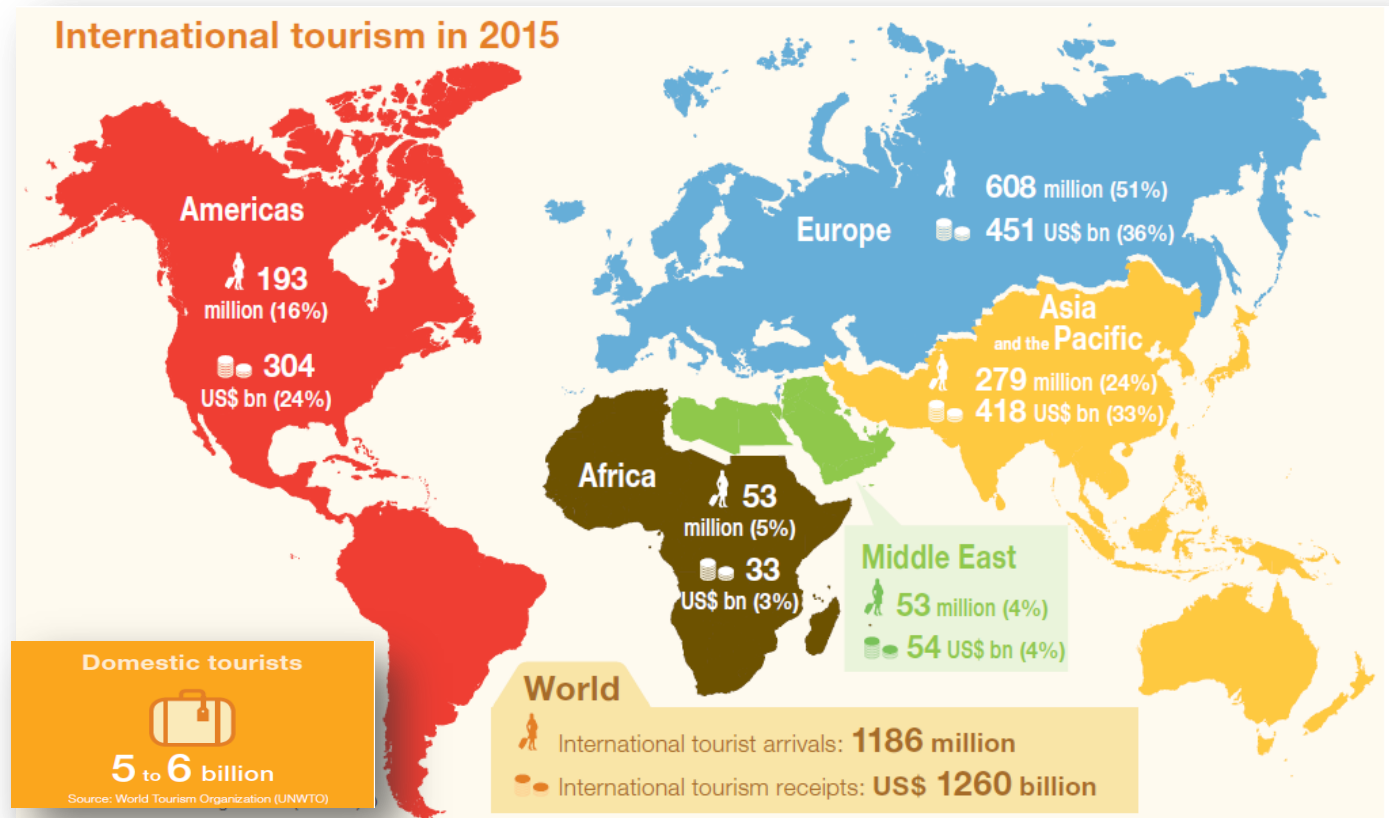 International tourism in 2015
Americas
193
million (16%)
304
US$ bn (24%)
Europe
608 million (51%)
451 US$ bn (36%)
Asia
and the Pacific
279 million (24%)
418 US$ bn (33%)
Africa
53
million (5%)
33
US$ bn (3%)
Middle East
53 million (4%)
54 US$ bn (4%)
World
International tourist arrivals: 1186 million
International tourism receipts: US$ 1260 billion
Domestic tourists
5 to 6 billion
Source: World Tourism Organization (UNWTO)